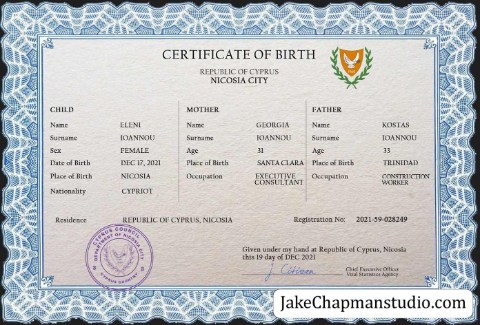 CERTIFICATE OF BIRTH
REPUBLIC OF CYPRUS
NICOSIA CITY
CHILD MOTHER FATHER
Name ELENI Name GEORGIA Name KOSTAS
Surname IOANNOU Surname IOANNOU Surname IOANNOU
Sex FEMALE Age 31 Age 33
Date of Birth DEC 17, 2021 Place of Birth SANTA CLARA Place of Birth TRINIDAD
Place of Birth NICOSIA Occupation EXECUTIVE CONSULTANT Occupation CONSTRUCTION WORKER
Nationality CYPRIOT
Residence REPUBLIC OF CYPRUS, NICOSIA Registration No: 2021-59-028249
CYPRUS COUNCIL
Given under my hand at Republic of Cyprus, Nicosia
this 19 day of DEC 2021
Chief Executive Officer
Vital Statistics Agency
JakeChapmanstudio.com